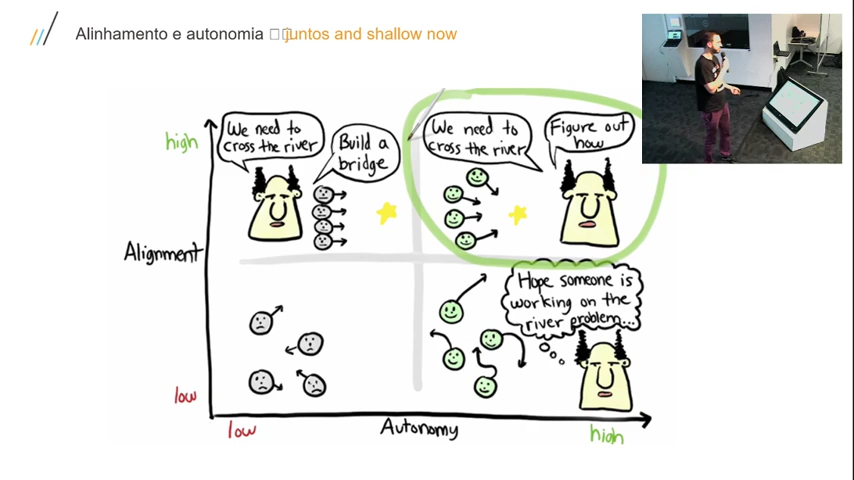 Alinhamento e autonomia juntos and shallow now
high
We need to
cross the river
Build a
bridge
We need to
cross the river
Figure out
how
Alignment
Hope someone is
working on the
river problem...
low
low
Autonomy
high